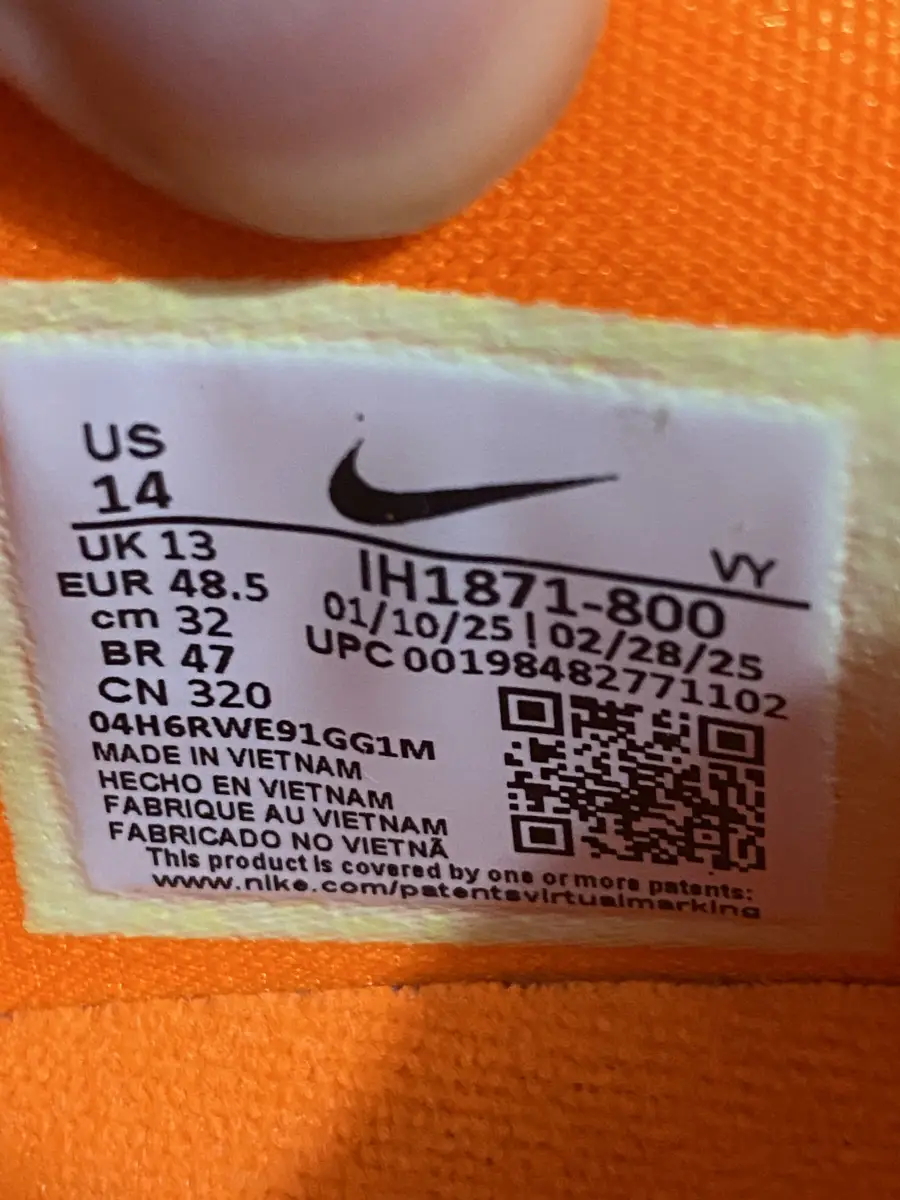 US
14
VY
UK 13
EUR 48.5
cm 32
BR 47
CN 320
IH1871-800
01/10/25 | 02/28/25
UPC 00198482771102
04H6RWE91GG1M
MADE IN VIETNAM
HECHO EN VIETNAM
FABRIQUE AU VIETNAM
FABRICADO NO VIETNÃ
This product is covered by one or more patents:
www.nike.com/patentsvirtualmarking